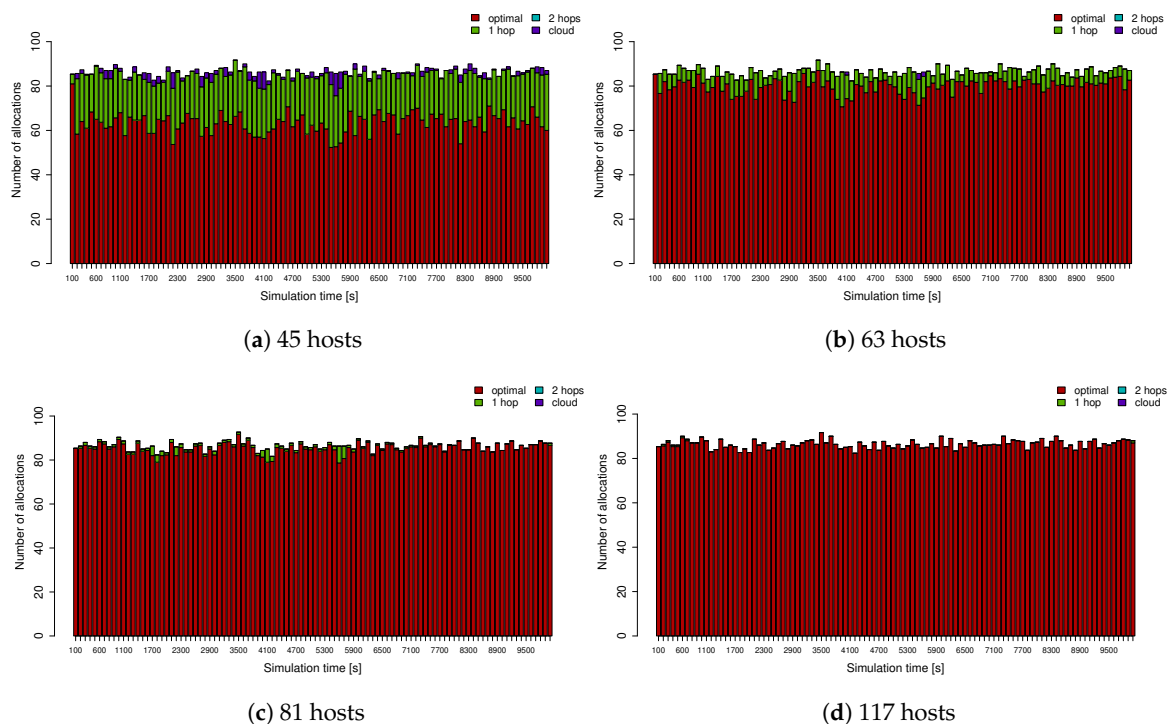 optimal 2 hops
1 hop cloud
Number of allocations
100
80
60
40
20
0
100 600 1100 1700 2300 2900 3500 4100 4700 5300 5900 6500 7100 7700 8300 8900 9500
Simulation time [s]
(a) 45 hosts
optimal 2 hops
1 hop cloud
Number of allocations
100
80
60
40
20
0
100 600 1100 1700 2300 2900 3500 4100 4700 5300 5900 6500 7100 7700 8300 8900 9500
Simulation time [s]
(b) 63 hosts
optimal 2 hops
1 hop cloud
Number of allocations
100
80
60
40
20
0
100 600 1100 1700 2300 2900 3500 4100 4700 5300 5900 6500 7100 7700 8300 8900 9500
Simulation time [s]
(c) 81 hosts
optimal 2 hops
1 hop cloud
Number of allocations
100
80
60
40
20
0
100 600 1100 1700 2300 2900 3500 4100 4700 5300 5900 6500 7100 7700 8300 8900 9500
Simulation time [s]
(d) 117 hosts